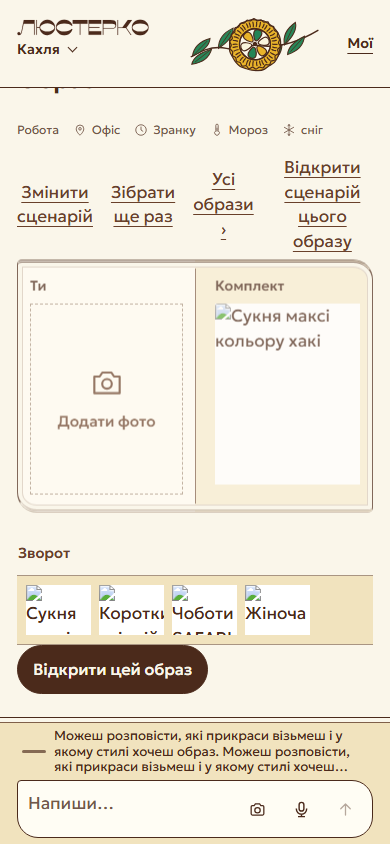 ЛЮСТЕРКО
Кахля
Мої
Робота Офіс Зранку Мороз сніг
Змінити сценарій
Зібрати ще раз
Усі образи ›
Відкрити сценарій цього образу
Ти
Комплект
Сукня максі
кольору хакі
Додати фото
Зворот
Сукня
Коротки
Чоботи
SAFARI
Жіноча
Відкрити цей образ
Можеш розповісти, які прикраси візьмеш і у
якому стилі хочеш образ. Можеш розповісти,
які прикраси візьмеш і у якому стилі хочеш…
Напиши…